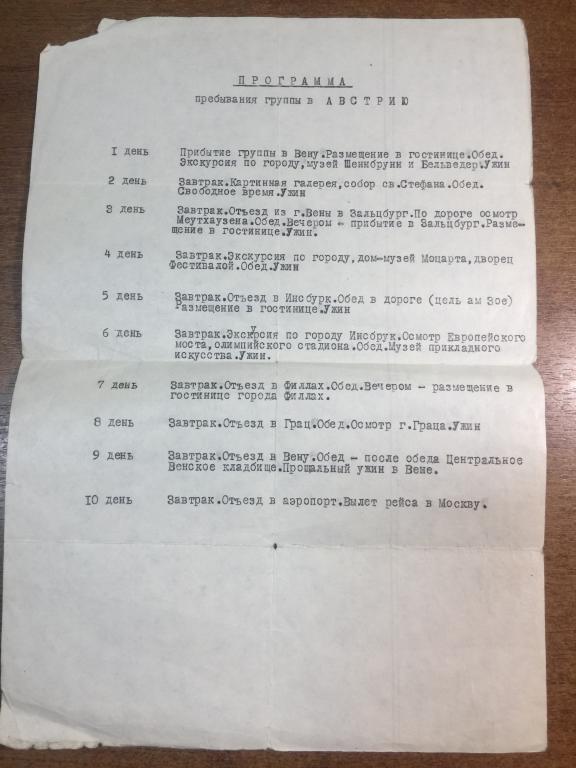 ПРОГРАММА
пребывания группы в АВСТРИЮ
1 день Прибытие группы в Вену.Размещение в гостинице.Обед.
Экскурсия по городу,музей Шеннбрунн и Бельведер.Ужин
2 день Завтрак.Картинная галерея,собор св.Стефана.Обед.
Свободное время.Ужин
3 день Завтрак.Отъезд из г.Вены в Зальцбург.По дороге осмотр
Меутхаузена.Обед.Вечером - прибытие в Зальцбург.Разме-
щение в гостинице.Ужин.
4 день Завтрак.Экскурсия по городу,дом-музей Моцарта,дворец
Фестивалой.Обед.Ужин
5 день Завтрак.Отъезд в Инсбурк.Обед в дороге (цель ам Зое)
Размещение в гостинице.Ужин
6 день Завтрак.Экскурсия по городу Инсбрук.Осмотр Европейского
моста,олимпийского стадиона.Обед.Музей прикладного
искусства.Ужин.
7 день Завтрак.Отъезд в Филлах.Обед.Вечером - размещение в
гостинице города Филлах.
8 день Завтрак.Отъезд в Грац.Обед.Осмотр г.Граца.Ужин
9 день Завтрак.Отъезд в Вену.Обед - после обеда Центральное
Венское кладбище.Прощальный ужин в Вене.
10 день Завтрак.Отъезд в аэропорт.Вылет рейса в Москву.